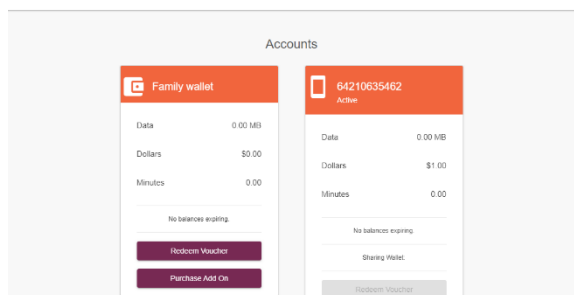 Accounts
Family wallet
Data 0.00 MB
Dollars $0.00
Minutes 0.00
No balances expiring.
Redeem Voucher
Purchase Add On
64210635462
Active
Data 0.00 MB
Dollars $1.00
Minutes 0.00
No balances expiring.
Sharing Wallet.
Redeem Voucher